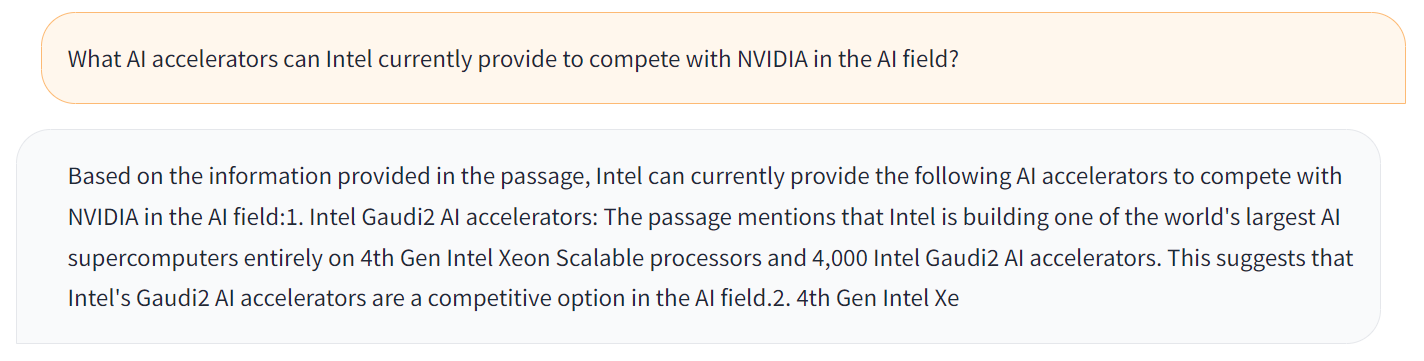 What AI accelerators can Intel currently provide to compete with NVIDIA in the AI field?
Based on the information provided in the passage, Intel can currently provide the following AI accelerators to compete with
NVIDIA in the AI field:1. Intel Gaudi2 AI accelerators: The passage mentions that Intel is building one of the world's largest AI
supercomputers entirely on 4th Gen Intel Xeon Scalable processors and 4,000 Intel Gaudi2 AI accelerators. This suggests that
Intel's Gaudi2 AI accelerators are a competitive option in the AI field.2. 4th Gen Intel Xe